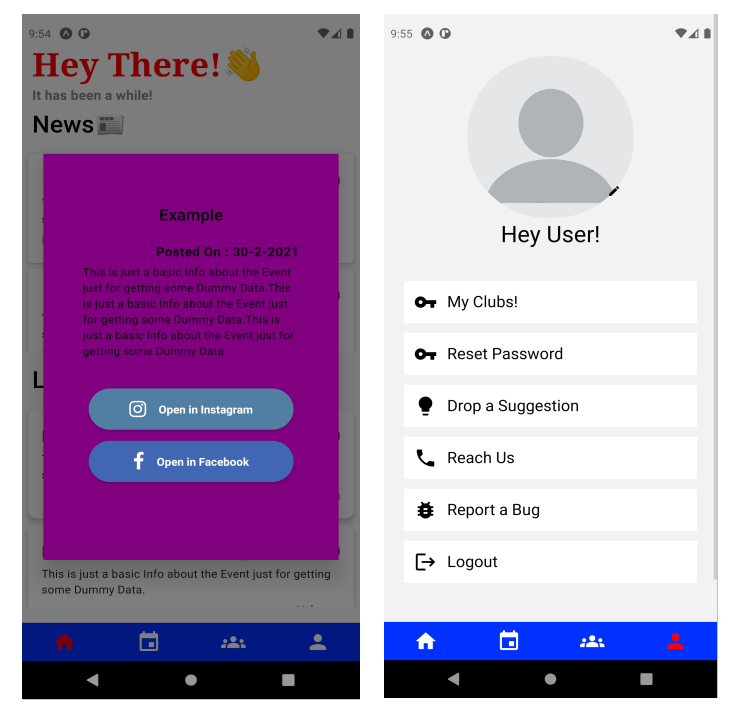 9:54
Hey There!👋
It has been a while!
News📰
Example
Posted On : 30-2-2021
This is just a basic Info about the Event
just for getting some Dummy Data.This
is just a basic Info about the Event just
for getting some Dummy Data.This is
just a basic Info about the Event just for
getting some Dummy Data
L
Open in Instagram
Open in Facebook
This is just a basic Info about the Event just for getting
some Dummy Data.
9:55
Hey User!
My Clubs!
Reset Password
Drop a Suggestion
Reach Us
Report a Bug
Logout